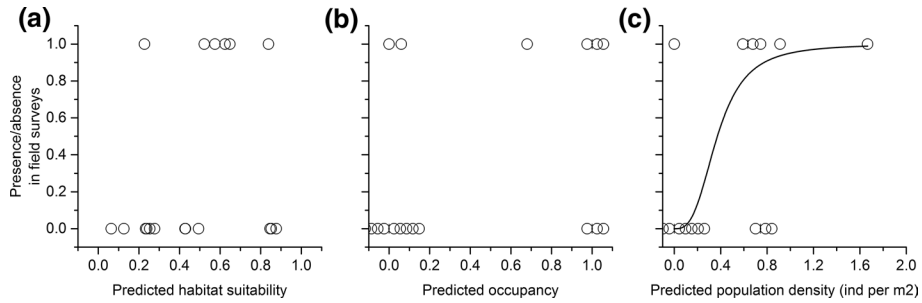 (a)
(b)
(c)
Presence/absence
in field surveys
1.0
0.8
0.6
0.4
0.2
0.0
0.0 0.2 0.4 0.6 0.8 1.0
0.0 0.2 0.4 0.6 0.8 1.0
0.0 0.4 0.8 1.2 1.6 2.0
Predicted habitat suitability
Predicted occupancy
Predicted population density (ind per m2)